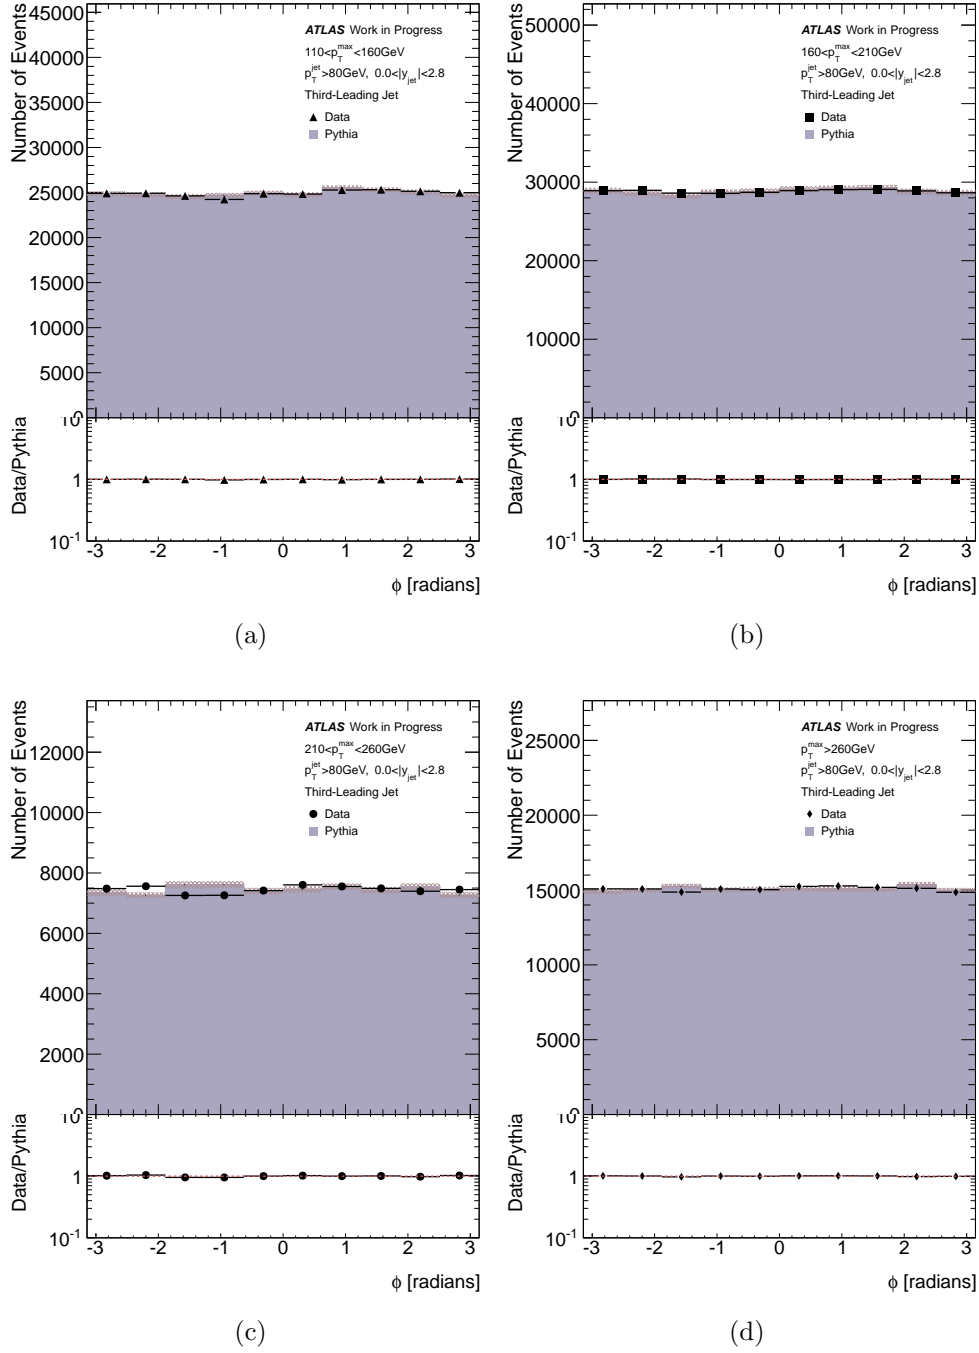 Number of Events
45000
40000
35000
30000
25000
20000
15000
10000
5000
0
ATLAS Work in Progress
110<p_T^max<160GeV
p_T^jet>80GeV, 0.0<|y_jet|<2.8
Third-Leading Jet
Data
Pythia
Data/Pythia
10
1
10^-1
-3 -2 -1 0 1 2 3
ϕ [radians]
(a)
Number of Events
50000
40000
30000
20000
10000
0
ATLAS Work in Progress
160<p_T^max<210GeV
p_T^jet>80GeV, 0.0<|y_jet|<2.8
Third-Leading Jet
Data
Pythia
Data/Pythia
10
1
10^-1
-3 -2 -1 0 1 2 3
ϕ [radians]
(b)
Number of Events
12000
10000
8000
6000
4000
2000
0
ATLAS Work in Progress
210<p_T^max<260GeV
p_T^jet>80GeV, 0.0<|y_jet|<2.8
Third-Leading Jet
Data
Pythia
Data/Pythia
10
1
10^-1
-3 -2 -1 0 1 2 3
ϕ [radians]
(c)
Number of Events
25000
20000
15000
10000
5000
0
ATLAS Work in Progress
p_T^max>260GeV
p_T^jet>80GeV, 0.0<|y_jet|<2.8
Third-Leading Jet
Data
Pythia
Data/Pythia
10
1
10^-1
-3 -2 -1 0 1 2 3
ϕ [radians]
(d)